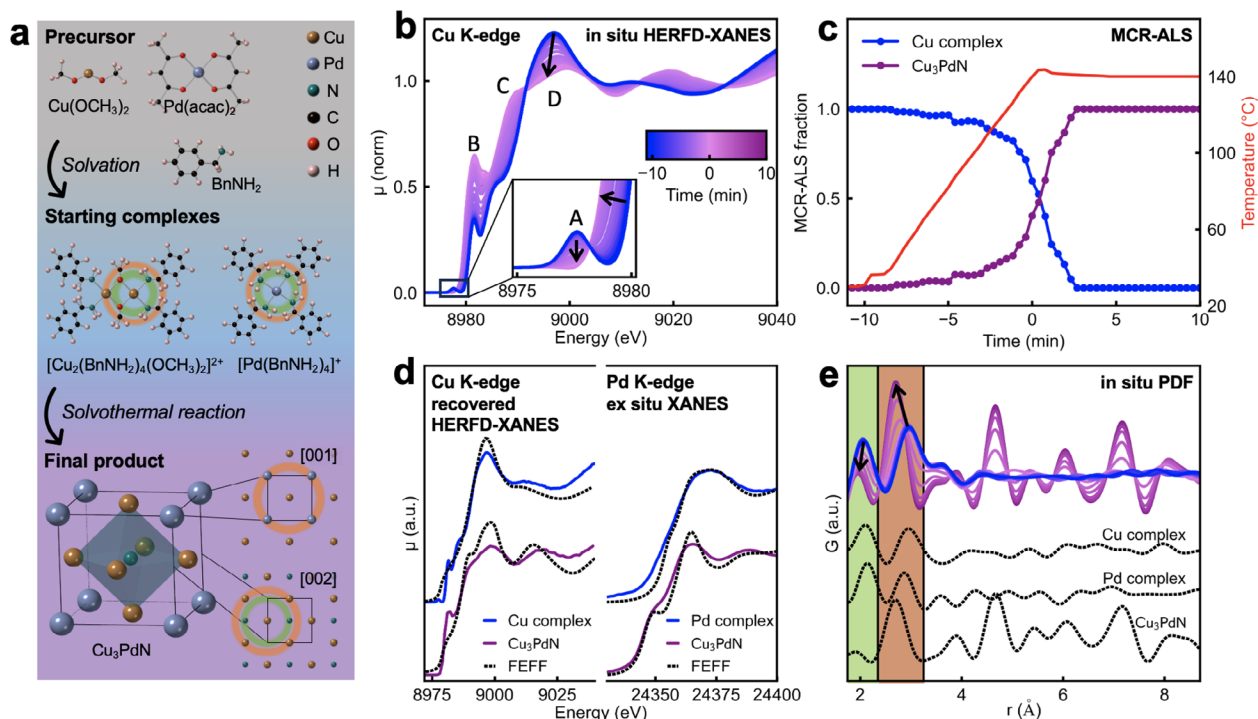 a
Precursor
Cu(OCH₃)₂
Pd(acac)₂
Cu
Pd
N
C
O
H
Solvation
BnNH₂
Starting complexes
[Cu₂(BnNH₂)₄(OCH₃)₂]²⁺
[Pd(BnNH₂)₄]⁺
Solvothermal reaction
Final product
[001]
[002]
Cu₃PdN
b
Cu K-edge
in situ HERFD-XANES
μ (norm)
1.0
0.5
0.0
A
B
C
D
−10
0
10
Time (min)
8975
8980
8980
9000
9020
9040
Energy (eV)
c
MCR-ALS
Cu complex
Cu₃PdN
MCR-ALS fraction
1.0
0.5
0.0
−10
−5
0
5
10
Time (min)
Temperature (°C)
140
100
60
20
d
Cu K-edge
recovered
HERFD-XANES
Pd K-edge
ex situ XANES
μ (a.u.)
Cu complex
Cu₃PdN
FEFF
Pd complex
Cu₃PdN
FEFF
8975
9000
9025
Energy (eV)
24350
24375
24400
Energy (eV)
e
in situ PDF
G (a.u.)
Cu complex
Pd complex
Cu₃PdN
2
4
6
8
r (Å)